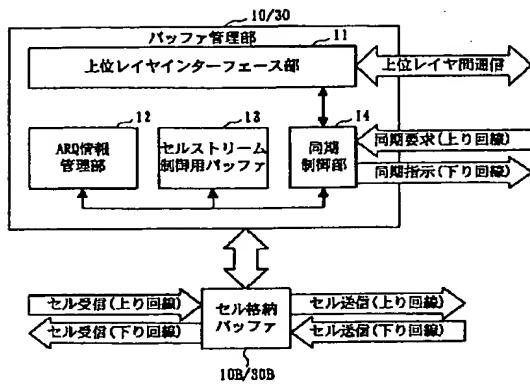 10/30
バッファ管理部
11
上位レイヤインターフェース部
上位レイヤ間通信
12
13
14
ARQ情報
管理部
セルストリーム
制御用バッファ
同期
制御部
同期要求(上り回線)
同期指示(下り回線)
セル受信(上り回線)
セル受信(下り回線)
セル格納
バッファ
セル送信(上り回線)
セル送信(下り回線)
10B/30B